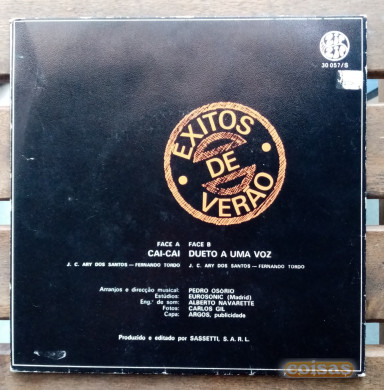 30 057/S
ÊXITOS
DE
VERÃO
FACE A FACE B
CAI-CAI DUETO A UMA VOZ
J. C. ARY DOS SANTOS — FERNANDO TORDO J. C. ARY DOS SANTOS — FERNANDO TORDO
Arranjos e direcção musical: PEDRO OSÓRIO
Estúdios: EUROSONIC (Madrid)
Eng.º de som: ALBERTO NAVARETTE
Fotos: CARLOS GIL
Capa: ARGOS, publicidade
Produzido e editado por SASSETTI, S. A. R. L.
coisas